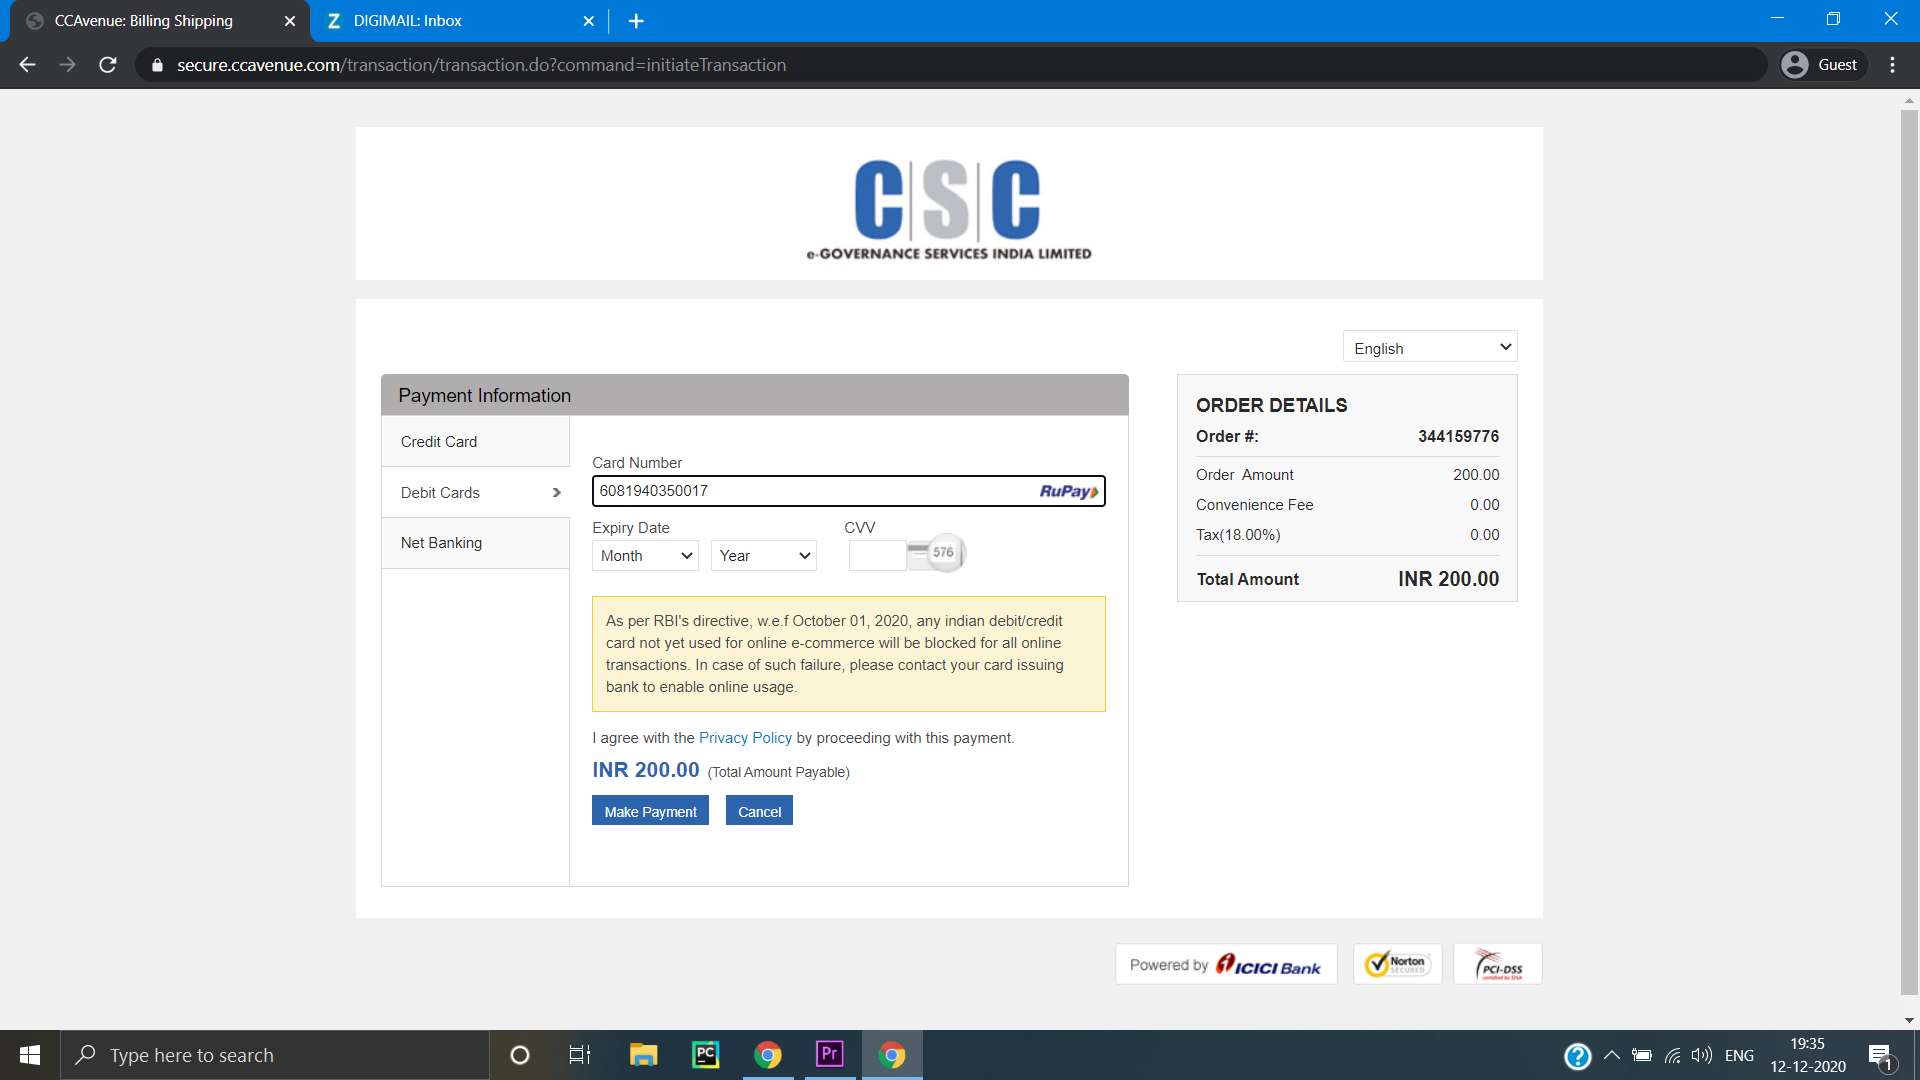 CCAvenue: Billing Shipping
DIGIMAIL: Inbox
secure.ccavenue.com/transaction/transaction.do?command=initiateTransaction
Guest
CSC
e-GOVERNANCE SERVICES INDIA LIMITED
English
Payment Information
Credit Card
Debit Cards
Net Banking
Card Number
6081940350017
RuPay
Expiry Date
CVV
Month
Year
576
As per RBI's directive, w.e.f October 01, 2020, any indian debit/credit
card not yet used for online e-commerce will be blocked for all online
transactions. In case of such failure, please contact your card issuing
bank to enable online usage.
I agree with the Privacy Policy by proceeding with this payment.
INR 200.00 (Total Amount Payable)
Make Payment
Cancel
ORDER DETAILS
Order #: 344159776
Order Amount 200.00
Convenience Fee 0.00
Tax(18.00%) 0.00
Total Amount INR 200.00
Powered by ICICI Bank
Norton
SECURED
PCI-DSS
certified by SISA
Type here to search
PC
Pr
ENG
19:35
12-12-2020
1